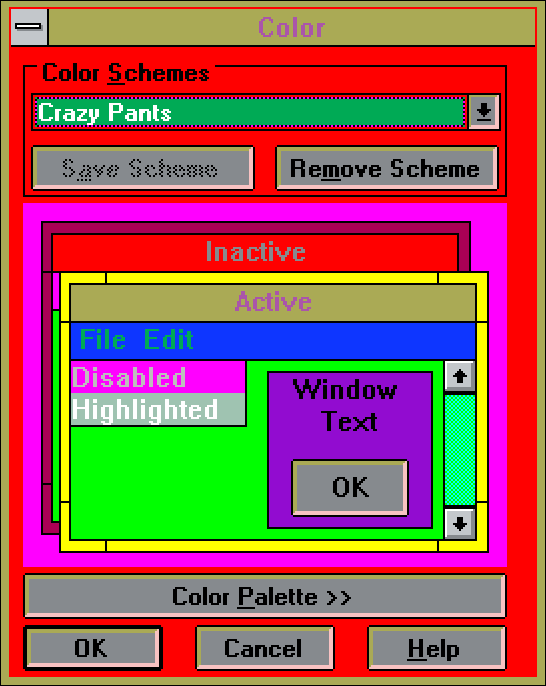 Color
Color Schemes
Crazy Pants
Save Scheme
Remove Scheme
Inactive
Active
File Edit
Disabled
Highlighted
Window
Text
OK
Color Palette >>
OK
Cancel
Help